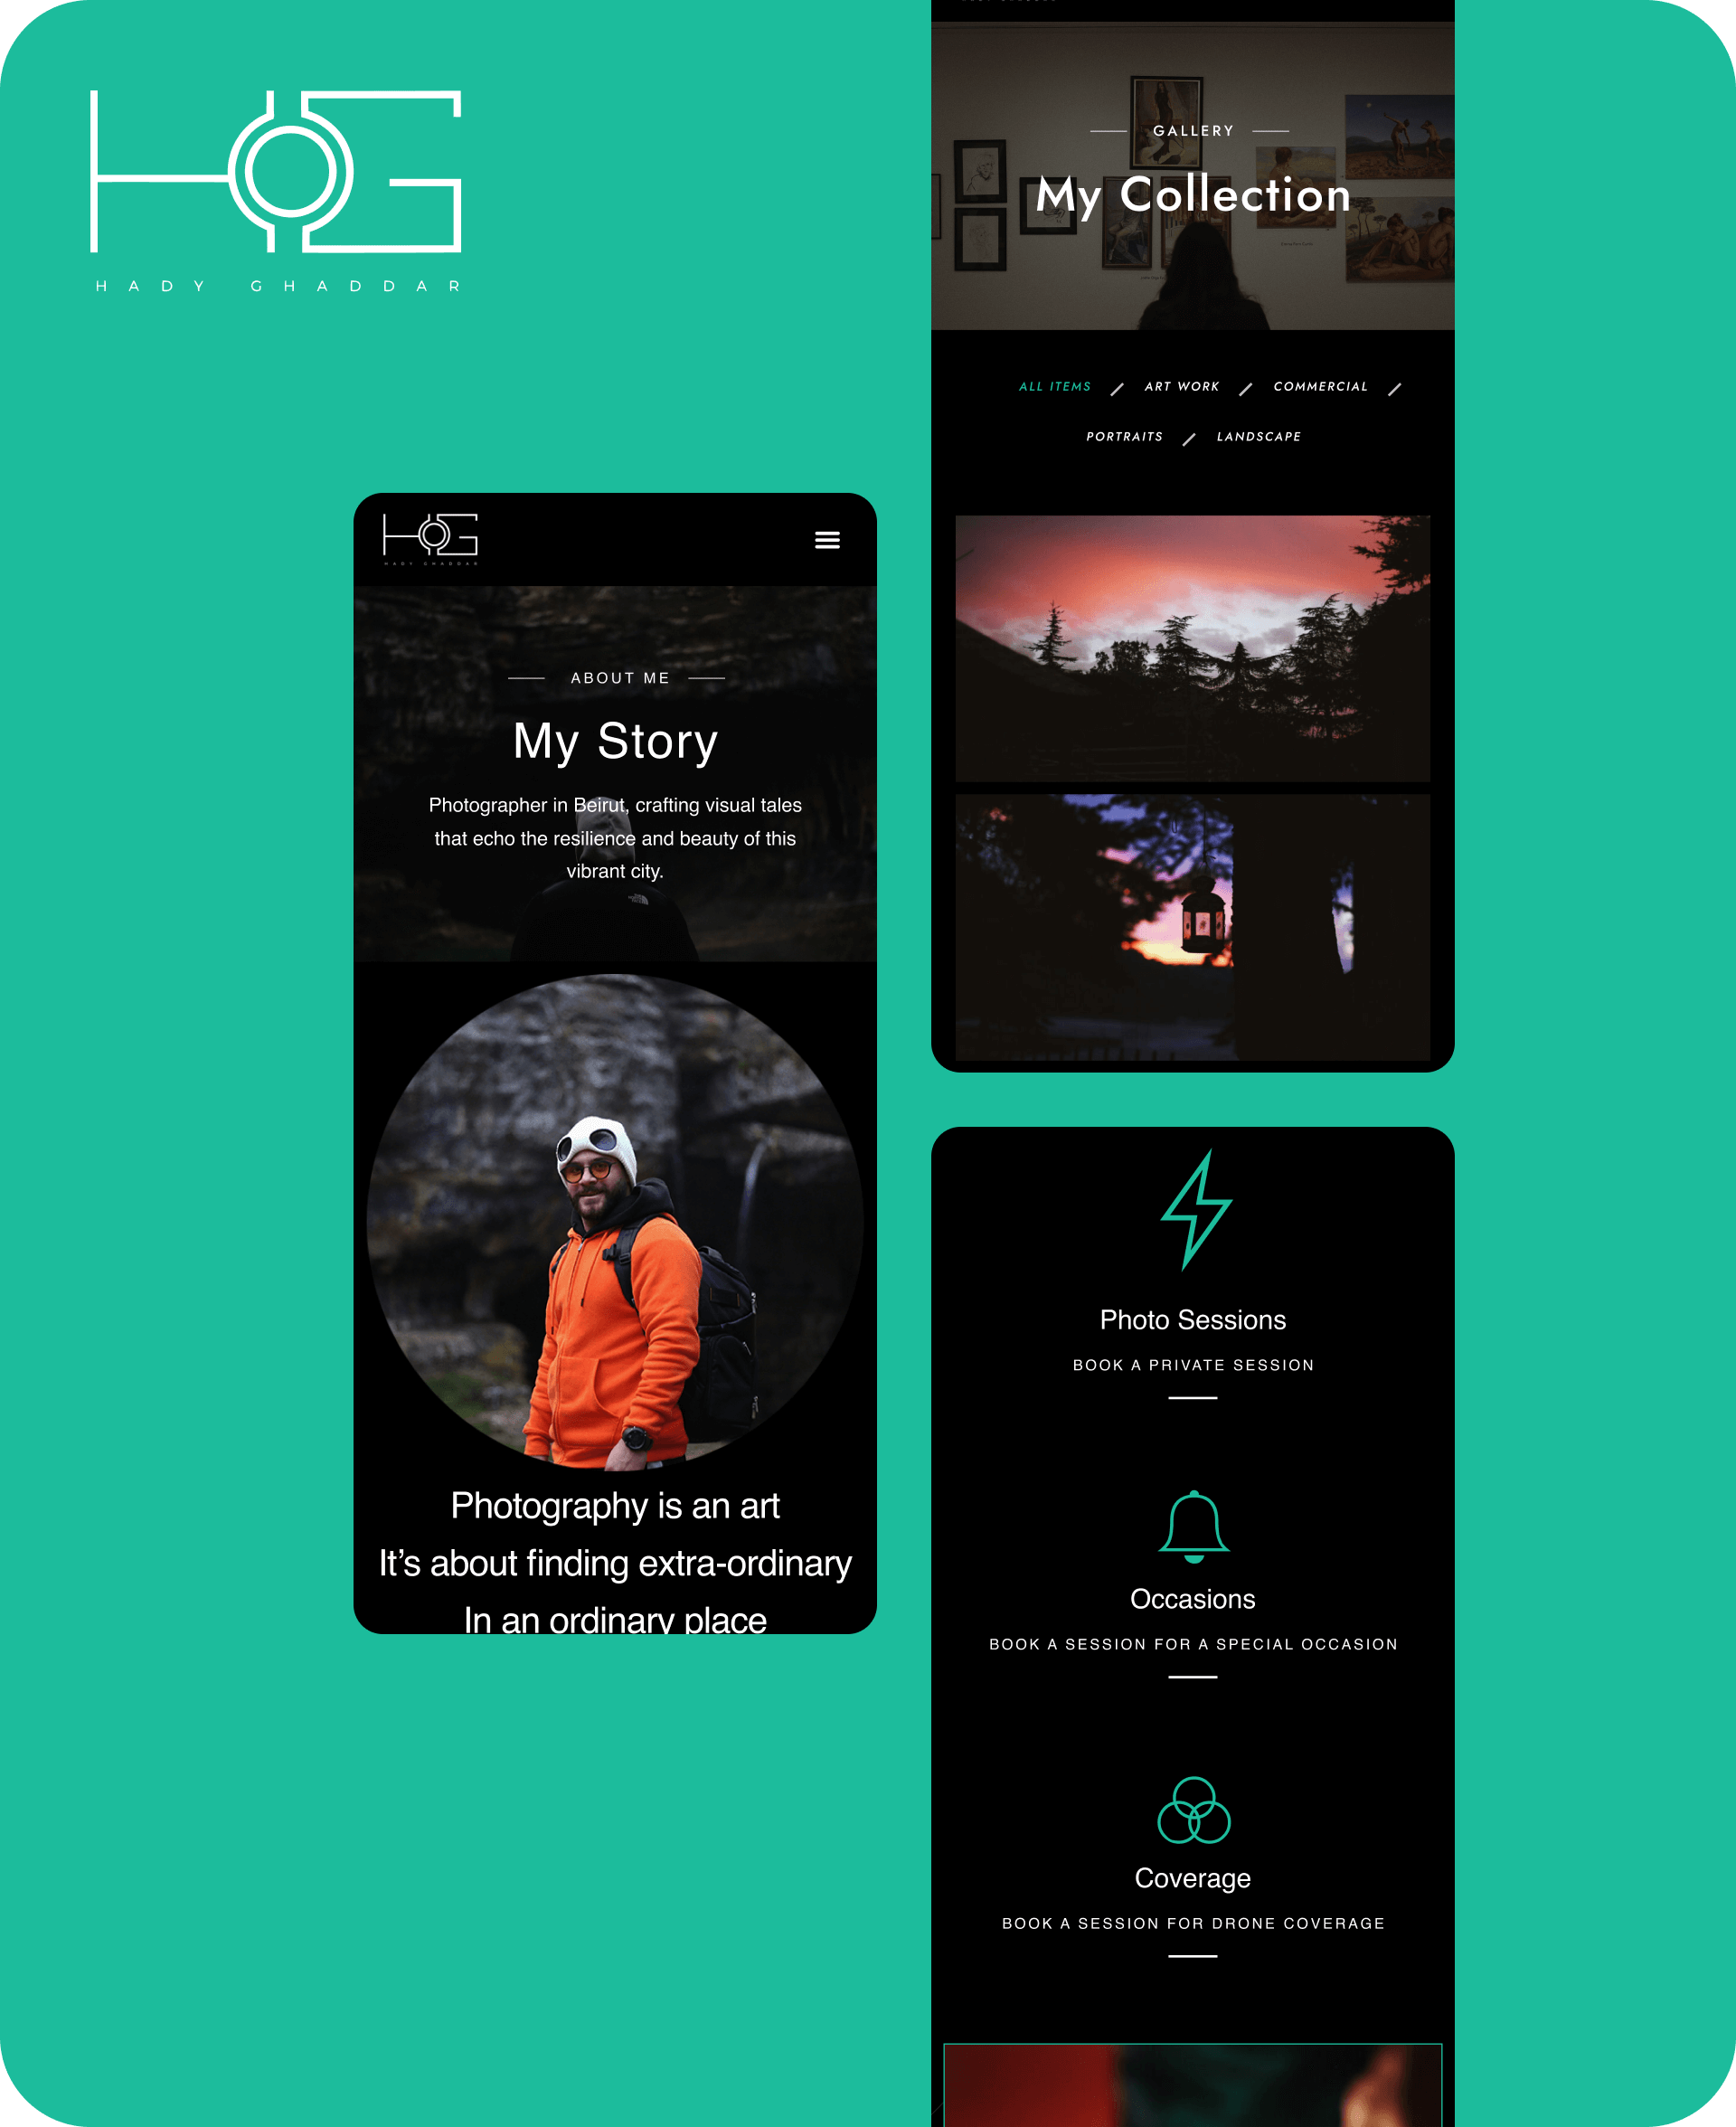 HADY GHADDAR
HADY GHADDAR
ABOUT ME
My Story
Photographer in Beirut, crafting visual tales
that echo the resilience and beauty of this
vibrant city.
Photography is an art
It’s about finding extra-ordinary
In an ordinary place
GALLERY
My Collection
ALL ITEMS / ART WORK / COMMERCIAL /
PORTRAITS / LANDSCAPE
Photo Sessions
BOOK A PRIVATE SESSION
Occasions
BOOK A SESSION FOR A SPECIAL OCCASION
Coverage
BOOK A SESSION FOR DRONE COVERAGE